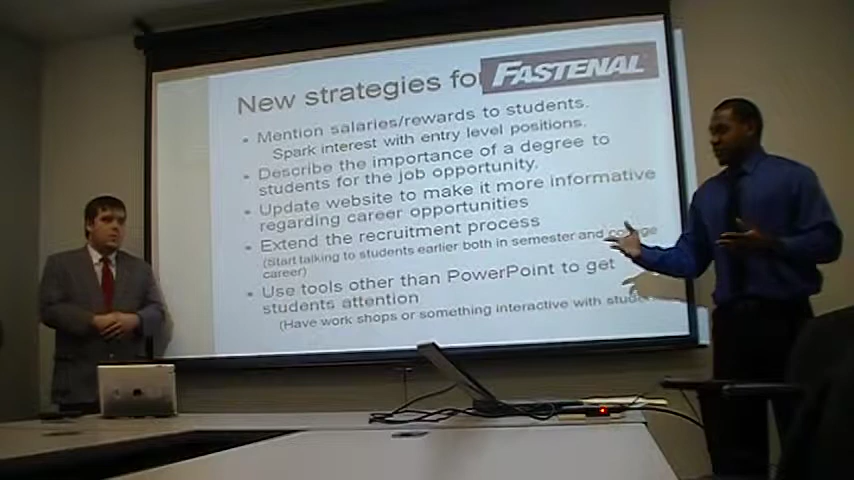 New strategies for
FASTENAL
• Mention salaries/rewards to students.
Spark interest with entry level positions.
• Describe the importance of a degree to
students for the job opportunity.
• Update website to make it more informative
regarding career opportunities
• Extend the recruitment process
(Start talking to students earlier both in semester and college
career)
• Use tools other than PowerPoint to get
students attention
(Have work shops or something interactive with